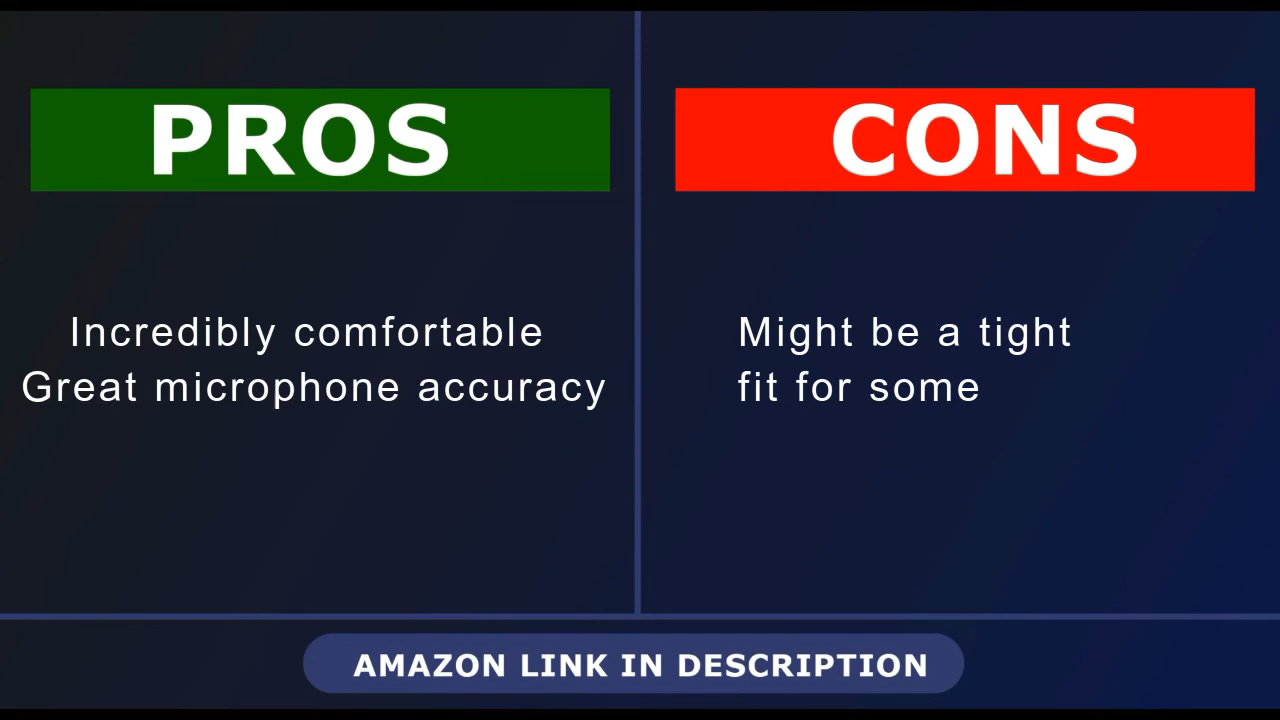 PROS
Incredibly comfortable
Great microphone accuracy
CONS
Might be a tight
fit for some
AMAZON LINK IN DESCRIPTION